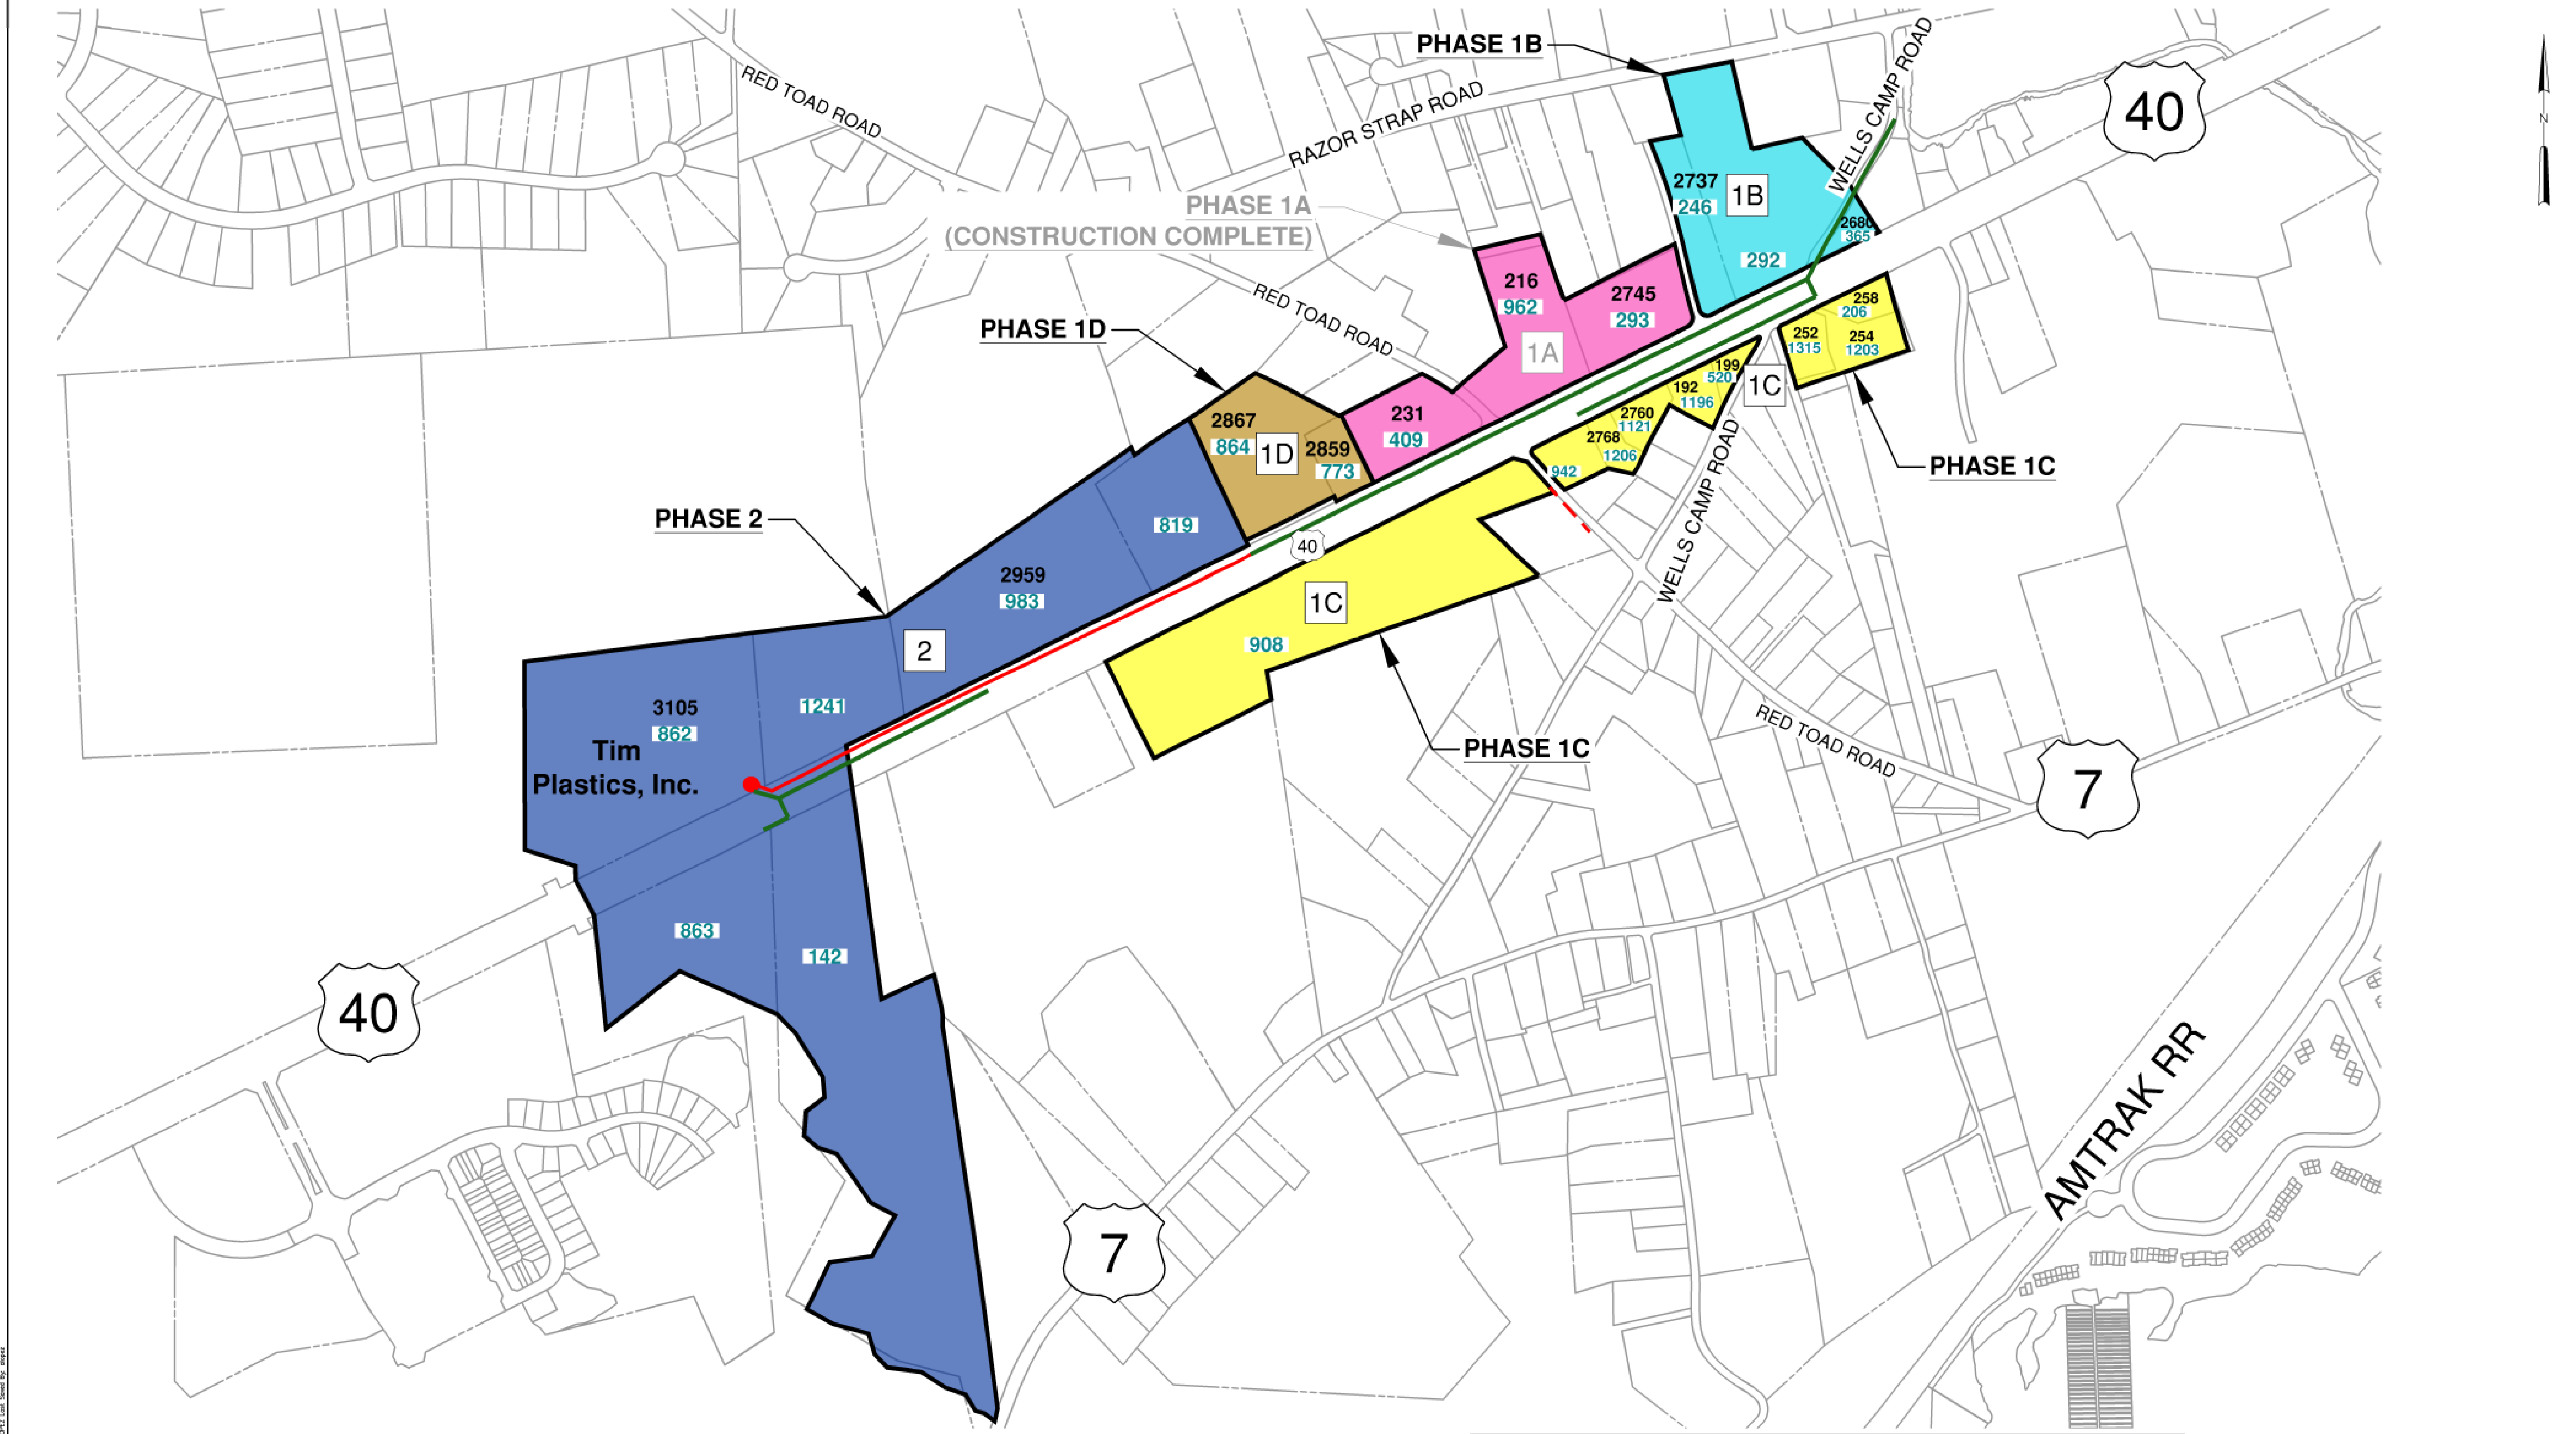 PHASE 1B
WELLS CAMP ROAD
40
N
RED TOAD ROAD
RAZOR STRAP ROAD
2737
246
1B
PHASE 1A
(CONSTRUCTION COMPLETE)
2680
365
292
216
962
2745
293
258
206
RED TOAD ROAD
PHASE 1D
1A
252
1315
254
1203
199
520
192
1196
1C
2867
864
1D
2859
773
231
409
2760
1121
2768
1206
942
WELLS CAMP ROAD
PHASE 1C
PHASE 2
819
40
2959
983
1C
908
2
3105
862
1241
Tim
Plastics, Inc.
PHASE 1C
RED TOAD ROAD
7
863
142
40
AMTRAK RR
7